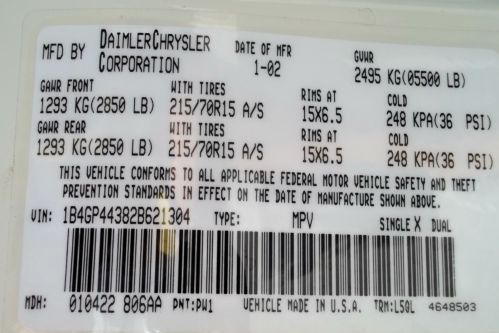 MFD BY DAIMLERCHRYSLER CORPORATION DATE OF MFR 1-02 GVWR 2495 KG(05500 LB)
GAWR FRONT WITH TIRES RIMS AT COLD
1293 KG(2850 LB) 215/70R15 A/S 15X6.5 248 KPA(36 PSI)
GAWR REAR WITH TIRES RIMS AT COLD
1293 KG(2850 LB) 215/70R15 A/S 15X6.5 248 KPA(36 PSI)
THIS VEHICLE CONFORMS TO ALL APPLICABLE FEDERAL MOTOR VEHICLE SAFETY AND THEFT
PREVENTION STANDARDS IN EFFECT ON THE DATE OF MANUFACTURE SHOWN ABOVE.
VIN: 1B4GP44382B621304 TYPE: MPV SINGLE X DUAL
MDH: 010422 806AA PNT:PW1 VEHICLE MADE IN U.S.A. TRM:L5QL 4648503